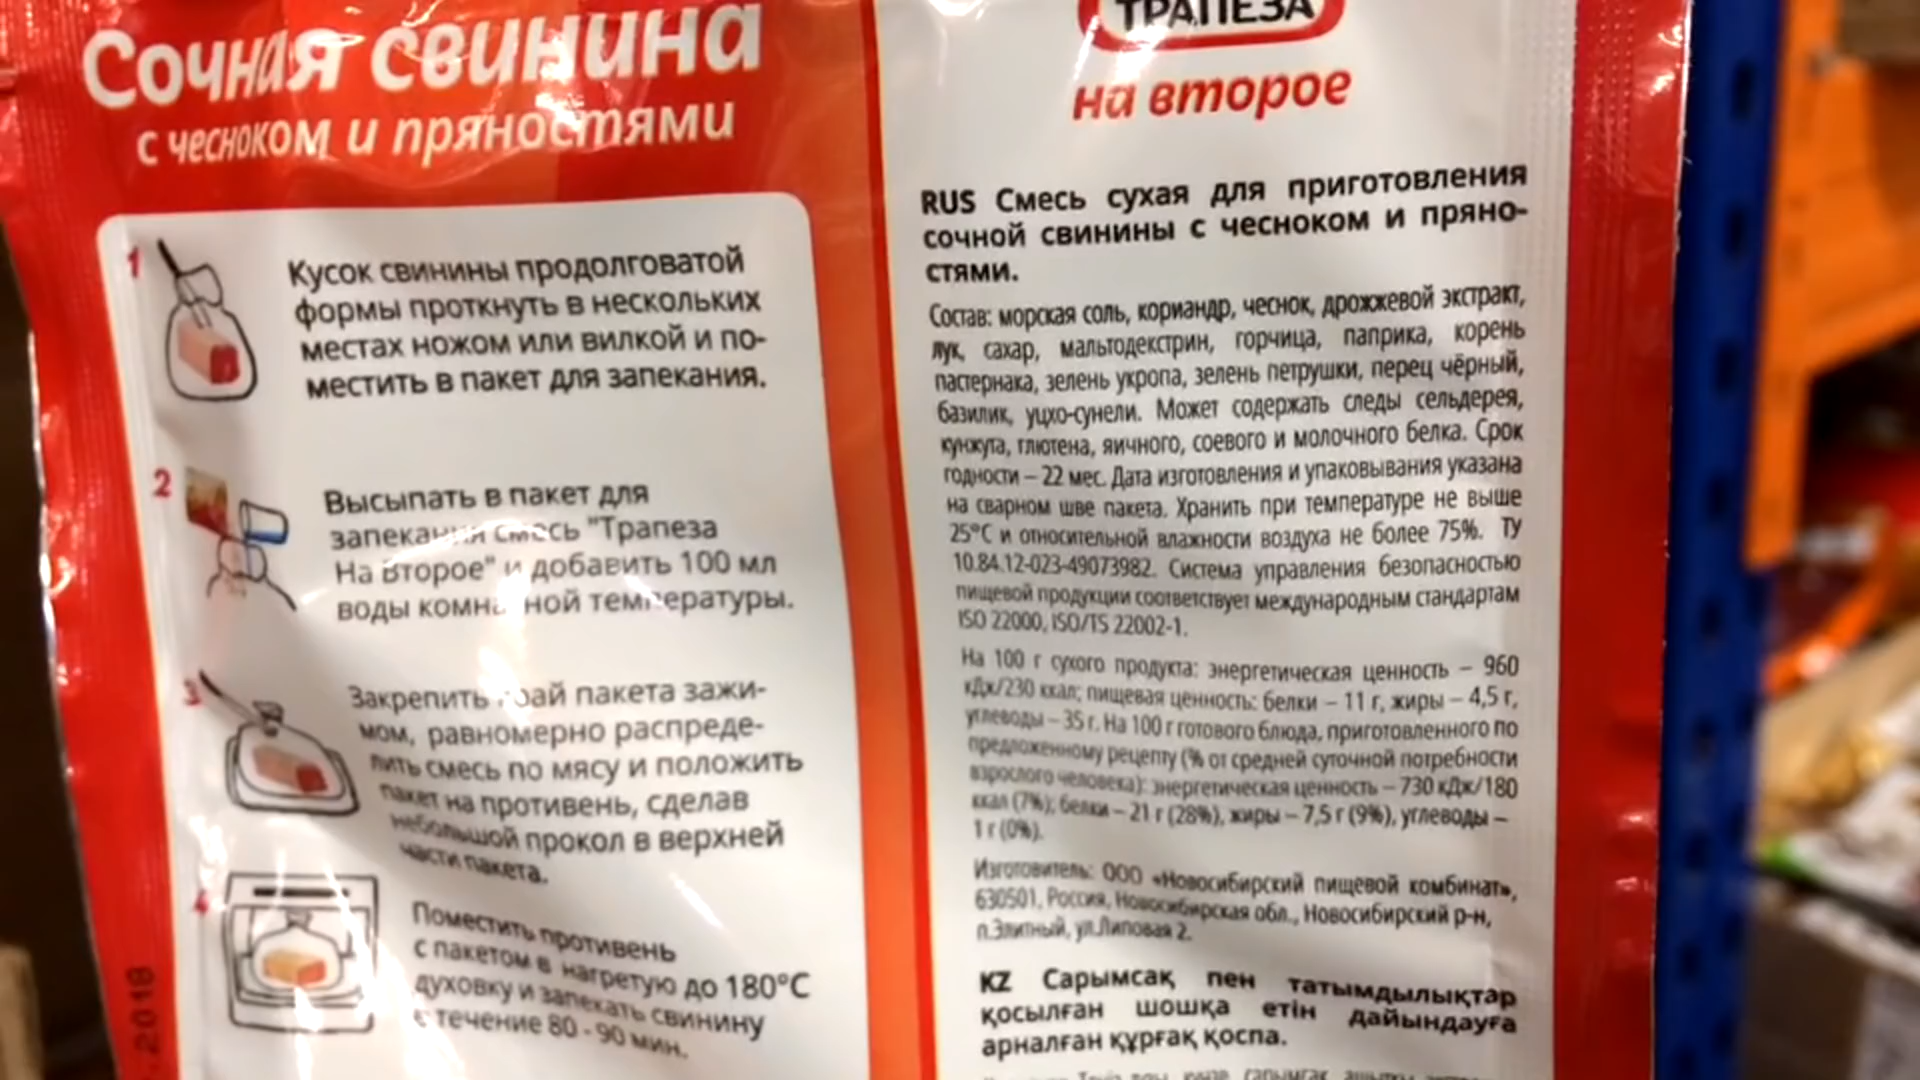 Сочная свинина
с чесноком и пряностями
1
Кусок свинины продолговатой
формы проткнуть в нескольких
местах ножом или вилкой и по-
местить в пакет для запекания.
2
Высыпать в пакет для
запекания смесь "Трапеза
На Второе" и добавить 100 мл
воды комнатной температуры.
3
Закрепить край пакета зажи-
мом, равномерно распреде-
лить смесь по мясу и положить
пакет на противень, сделав
небольшой прокол в верхней
части пакета.
4
Поместить противень
с пакетом в нагретую до 180°С
духовку и запекать свинину
в течение 80 - 90 мин.
2018
ТРАПЕЗА
на второе
RUS Смесь сухая для приготовления
сочной свинины с чесноком и пряно-
стями.
Состав: морская соль, кориандр, чеснок, дрожжевой экстракт,
лук, сахар, мальтодекстрин, горчица, паприка, корень
пастернака, зелень укропа, зелень петрушки, перец чёрный,
базилик, уцхо-сунели. Может содержать следы сельдерея,
кунжута, глютена, яичного, соевого и молочного белка. Срок
годности – 22 мес. Дата изготовления и упаковывания указана
на сварном шве пакета. Хранить при температуре не выше
25°С и относительной влажности воздуха не более 75%. ТУ
10.84.12-023-49073982. Система управления безопасностью
пищевой продукции соответствует международным стандартам
ISO 22000, ISO/TS 22002-1.
На 100 г сухого продукта: энергетическая ценность – 960
кДж/230 ккал; пищевая ценность: белки – 11 г, жиры – 4,5 г,
углеводы – 35 г. На 100 г готового блюда, приготовленного по
предложенному рецепту (% от средней суточной потребности
взрослого человека): энергетическая ценность – 730 кДж/180
ккал (7%); белки – 21 г (28%), жиры – 7,5 г (9%), углеводы –
1 г (0%).
Изготовитель: ООО «Новосибирский пищевой комбинат»,
630501, Россия, Новосибирская обл., Новосибирский р-н,
п.Элитный, ул.Липовая 2.
KZ Сарымсақ пен татымдылықтар
қосылған шошқа етін дайындауға
арналған құрғақ қоспа.